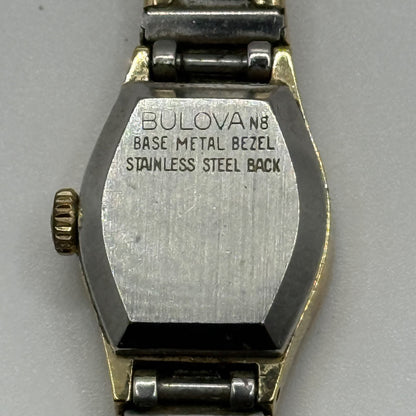 BULOVA N8
BASE METAL BEZEL
STAINLESS STEEL BACK